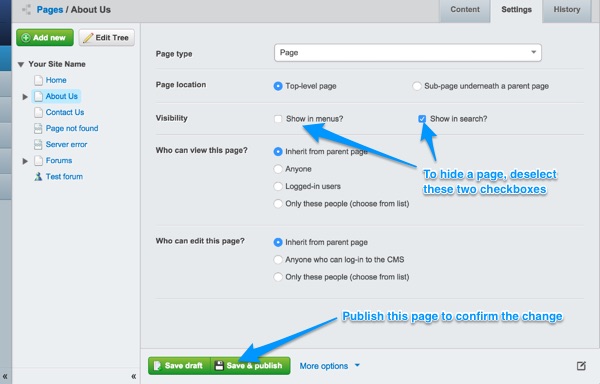 Pages / About Us
Content Settings History
Add new Edit Tree
Your Site Name
Home
About Us
Contact Us
Page not found
Server error
Forums
Test forum
Page type Page
Page location Top-level page Sub-page underneath a parent page
Visibility Show in menus? Show in search?
Who can view this page? Inherit from parent page
Anyone
Logged-in users
Only these people (choose from list)
To hide a page, deselect
these two checkboxes
Who can edit this page? Inherit from parent page
Anyone who can log-in to the CMS
Only these people (choose from list)
Publish this page to confirm the change
Save draft Save & publish More options
« «